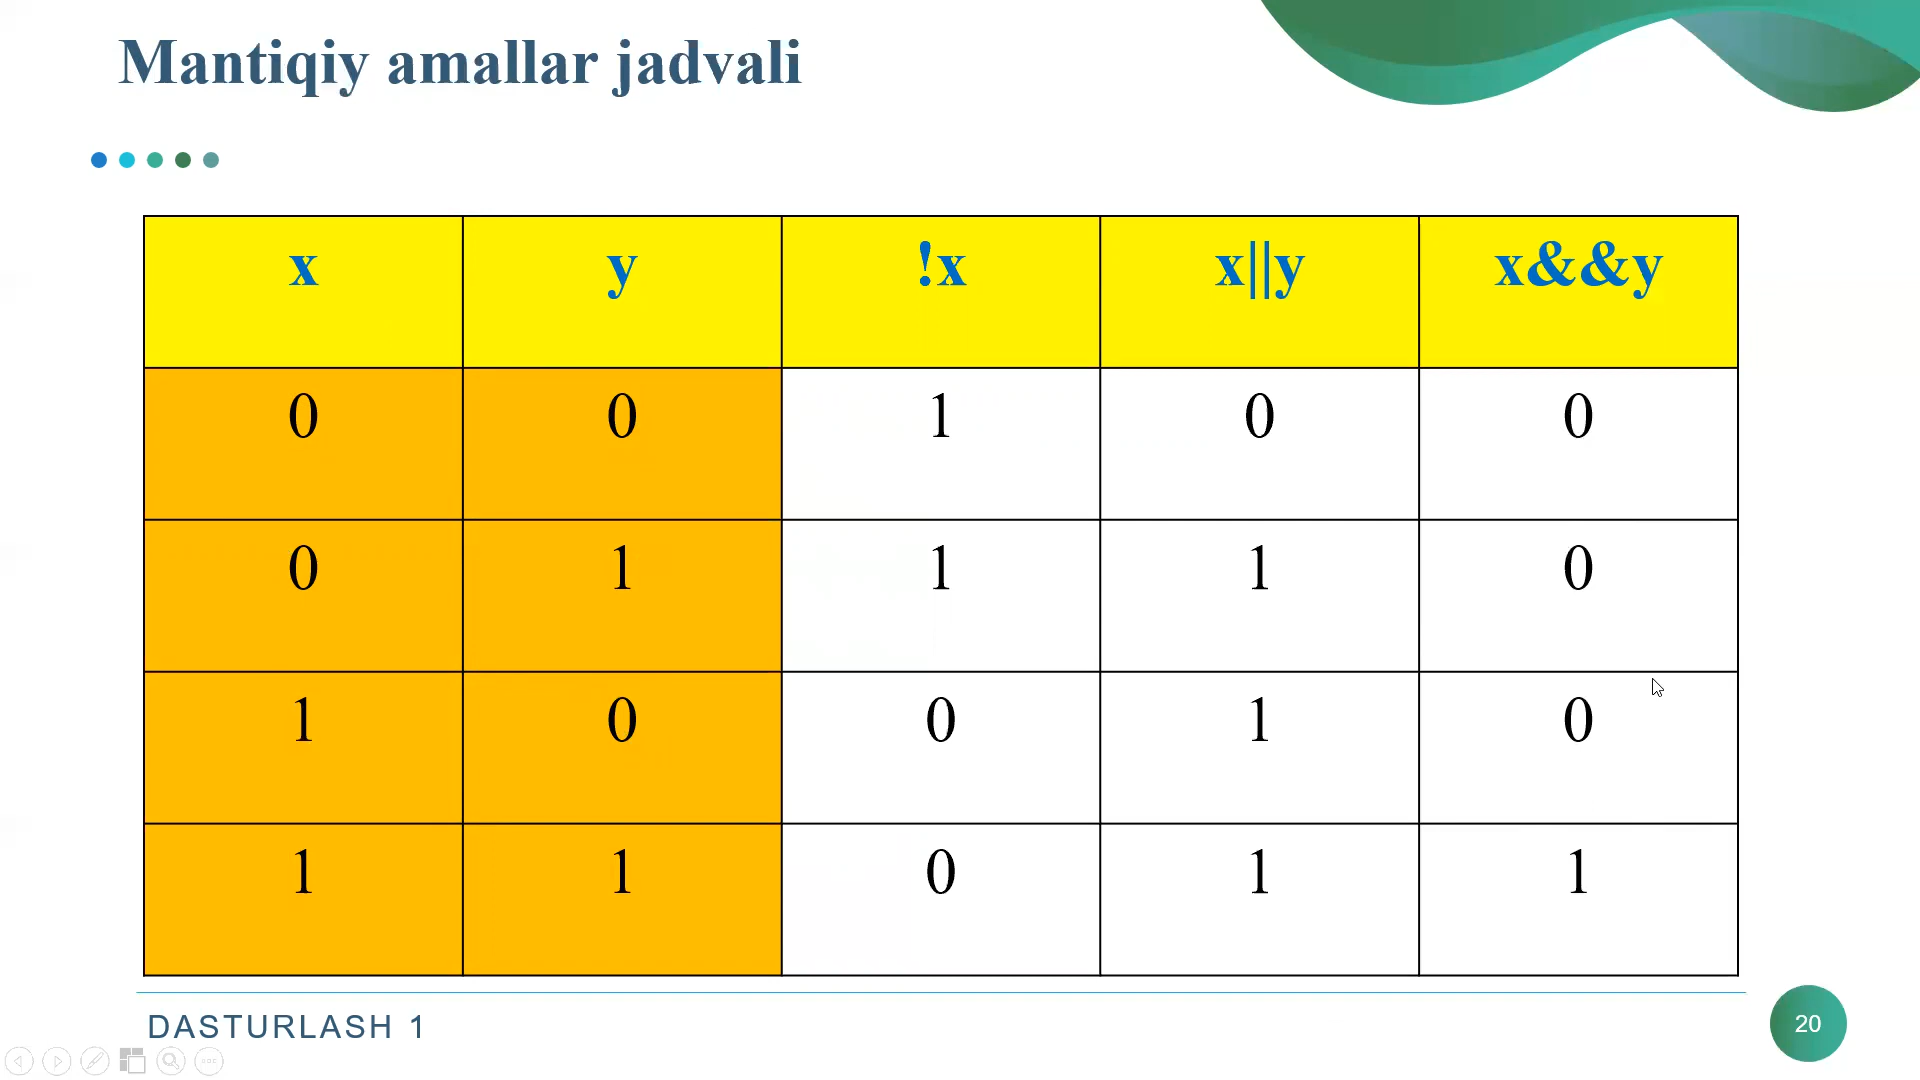 Mantiqiy amallar jadvali
x y !x x||y x&&y
0 0 1 0 0
0 1 1 1 0
1 0 0 1 0
1 1 0 1 1
DASTURLASH 1
20